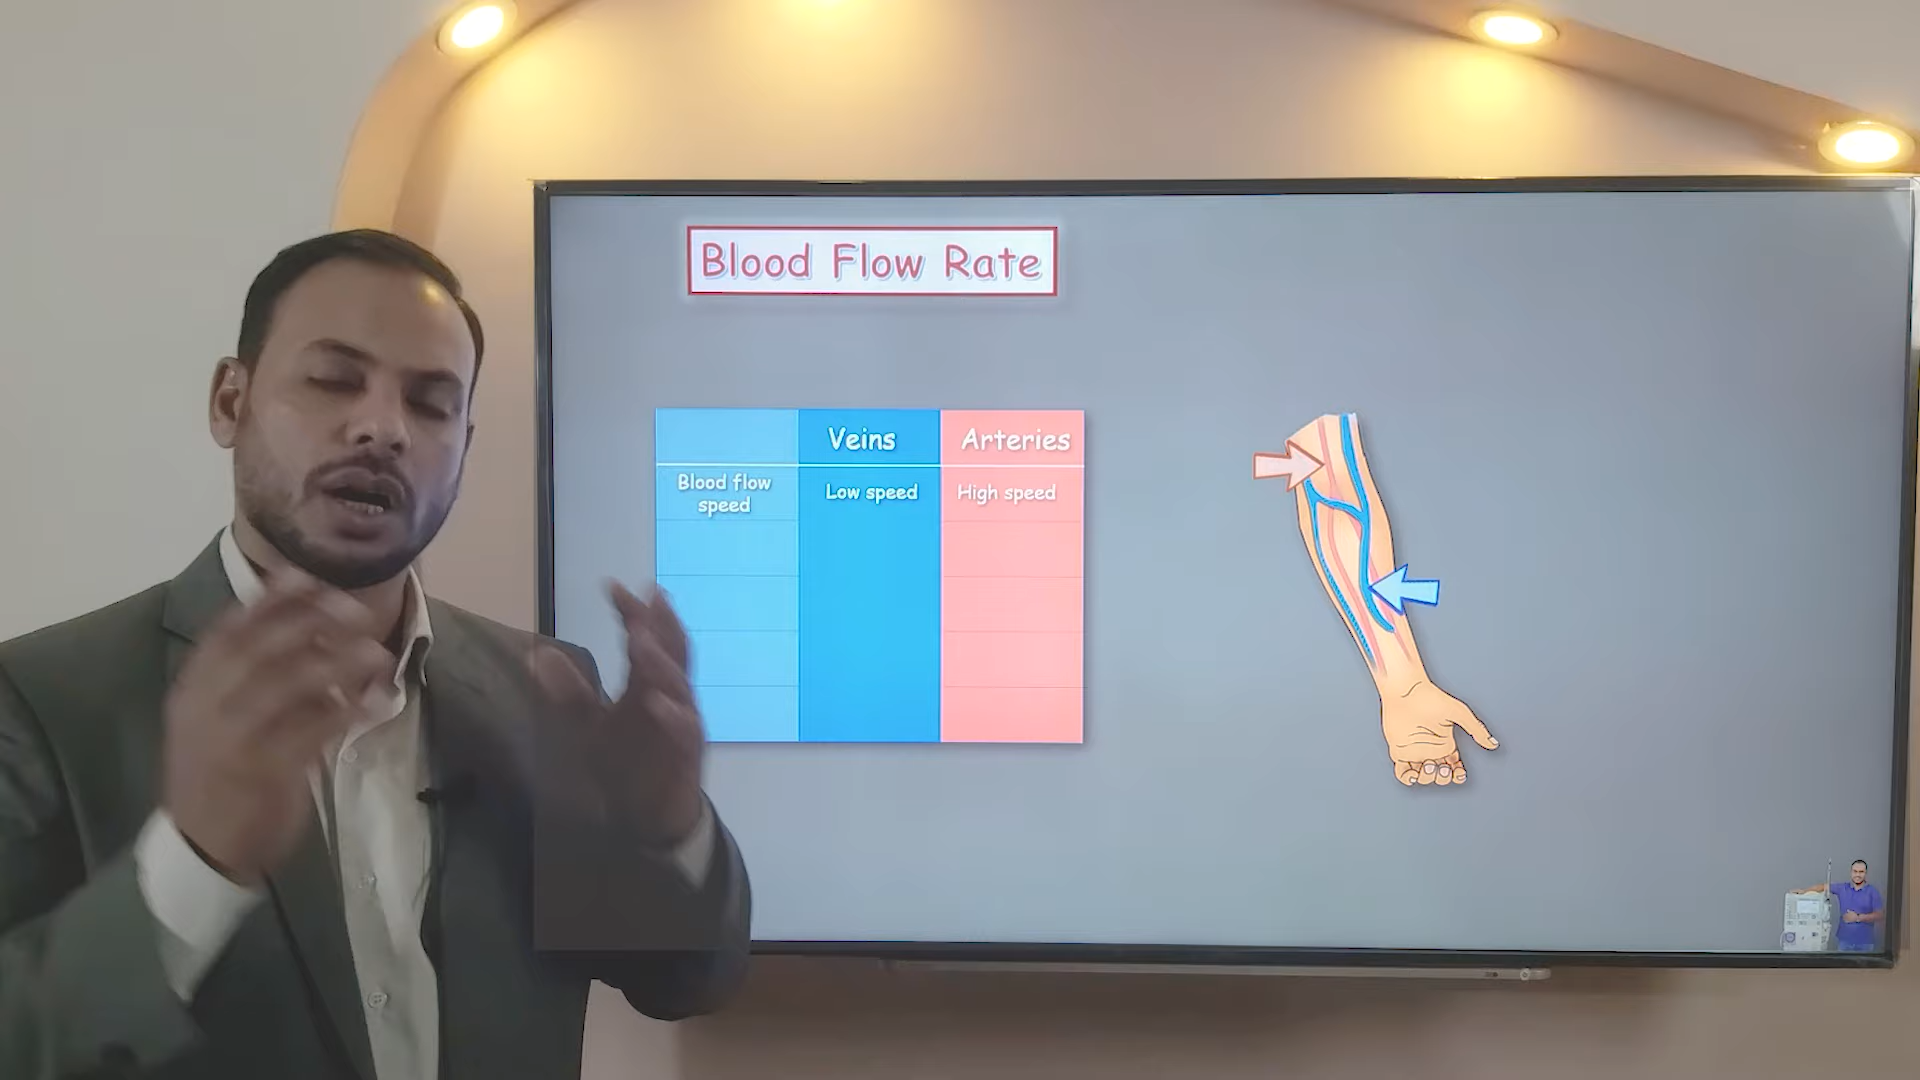 Blood Flow Rate
Veins
Arteries
Blood flow
speed
Low speed
High speed